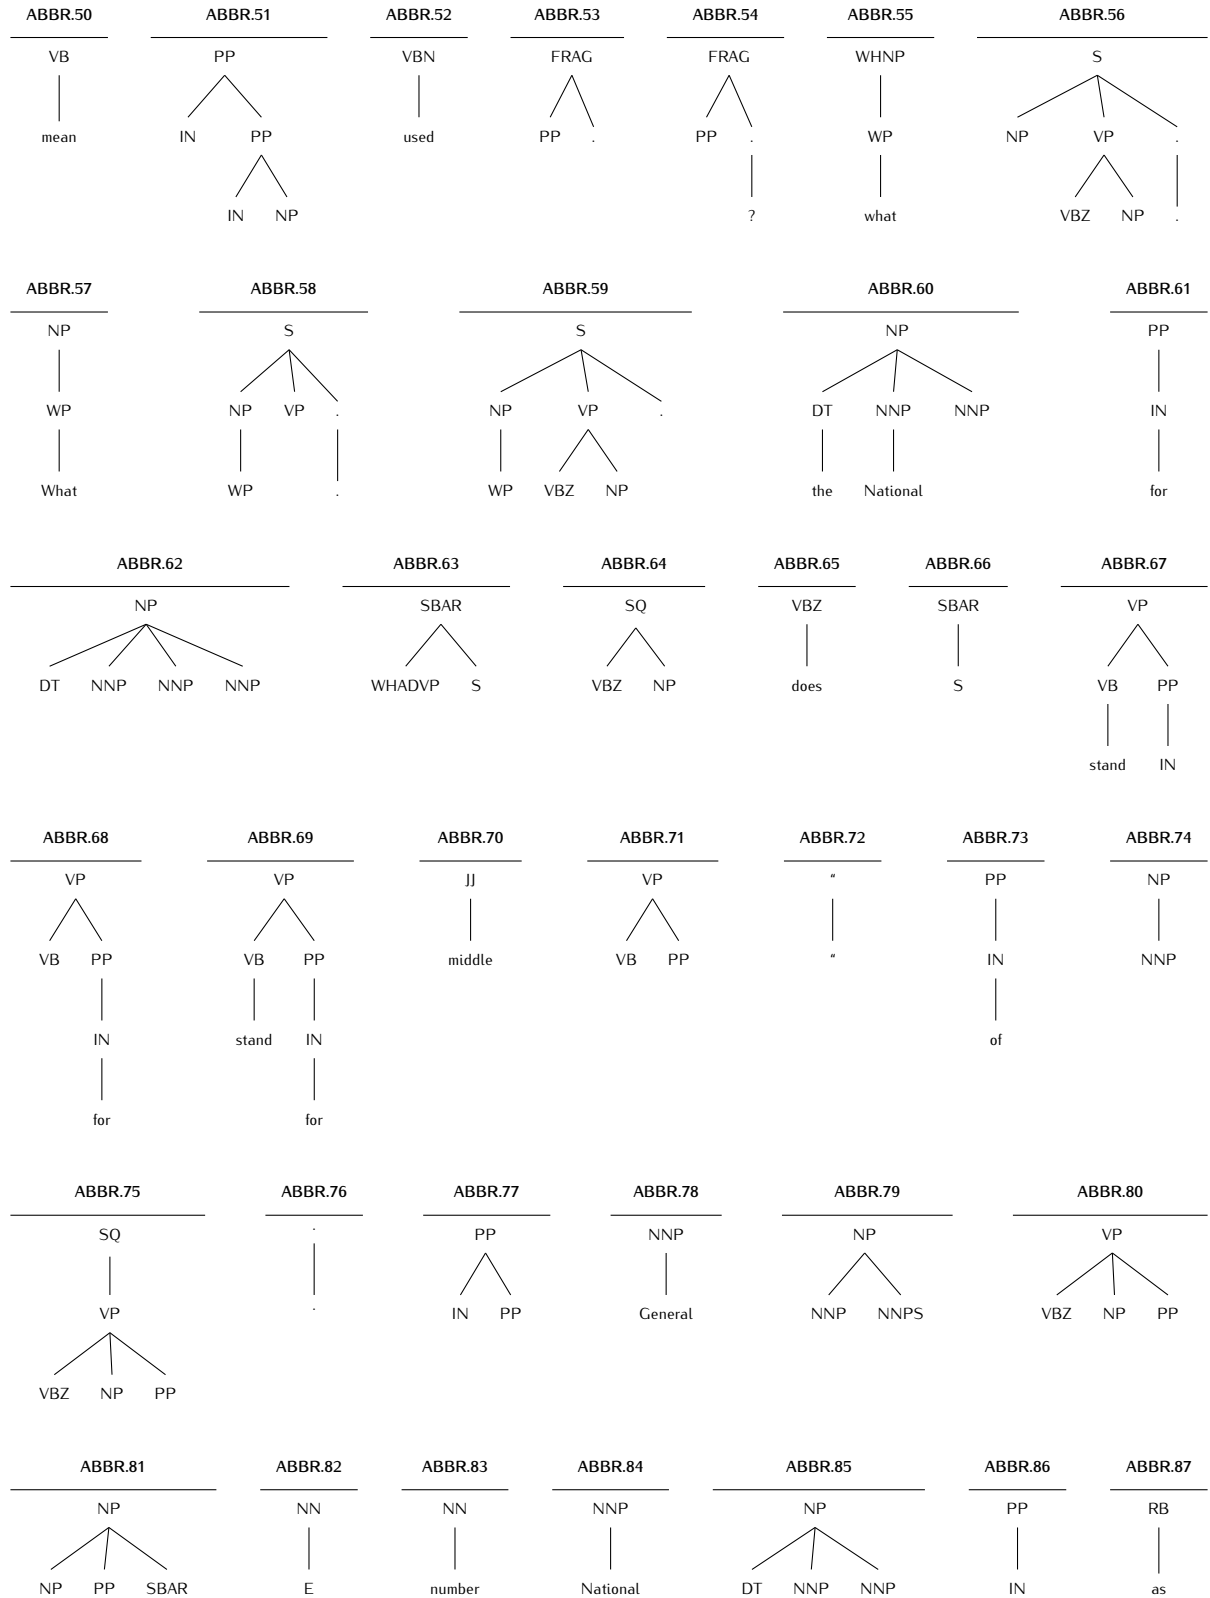 ABBR.50 ABBR.51 ABBR.52 ABBR.53 ABBR.54 ABBR.55 ABBR.56
VB PP VBN FRAG FRAG WHNP S
mean IN PP used PP . PP . WP NP VP .
IN NP ? what VBZ NP .
ABBR.57 ABBR.58 ABBR.59 ABBR.60 ABBR.61
NP S S NP PP
WP NP VP . NP VP . DT NNP NNP IN
What WP . WP VBZ NP the National for
ABBR.62 ABBR.63 ABBR.64 ABBR.65 ABBR.66 ABBR.67
NP SBAR SQ VBZ SBAR VP
DT NNP NNP NNP WHADVP S VBZ NP does S VB PP
stand IN
ABBR.68 ABBR.69 ABBR.70 ABBR.71 ABBR.72 ABBR.73 ABBR.74
VP VP JJ VP “ PP NP
VB PP VB PP middle VB PP “ IN NNP
IN stand IN of
for for
ABBR.75 ABBR.76 ABBR.77 ABBR.78 ABBR.79 ABBR.80
SQ . PP NNP NP VP
VP . IN PP General NNP NNPS VBZ NP PP
VBZ NP PP
ABBR.81 ABBR.82 ABBR.83 ABBR.84 ABBR.85 ABBR.86 ABBR.87
NP NN NN NNP NP PP RB
NP PP SBAR E number National DT NNP NNP IN as